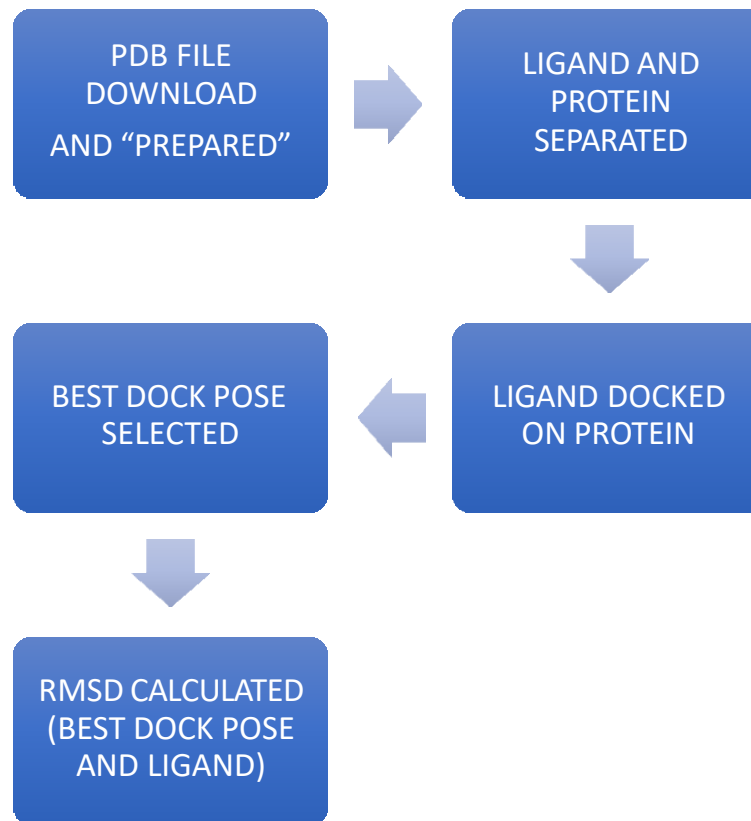 PDB FILE
DOWNLOAD
AND “PREPARED”
LIGAND AND
PROTEIN
SEPARATED
LIGAND DOCKED
ON PROTEIN
BEST DOCK POSE
SELECTED
RMSD CALCULATED
(BEST DOCK POSE
AND LIGAND)